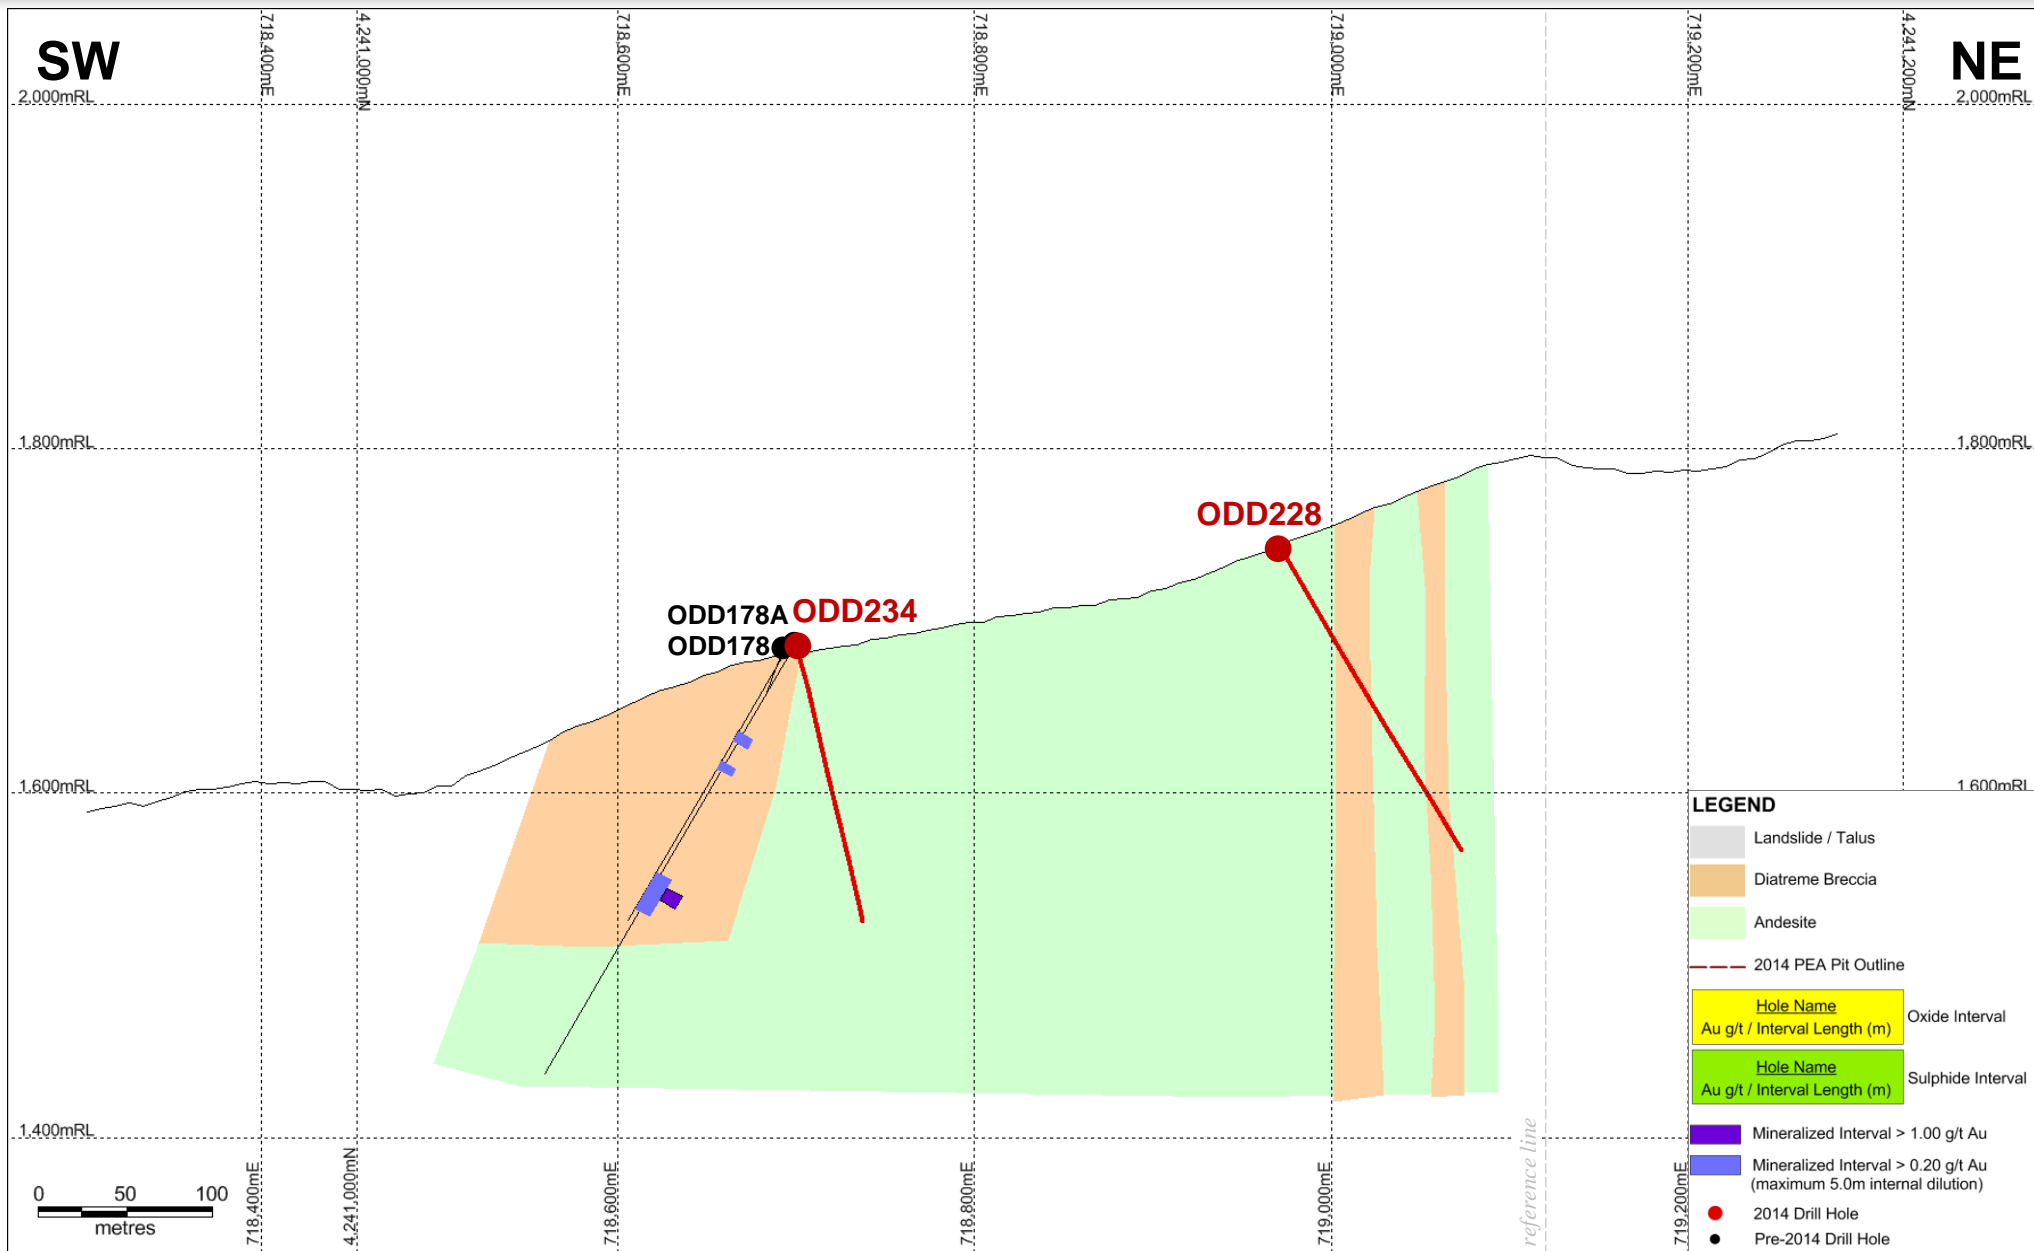 SW
NE
718,400mE
4,241,000mN
718,600mE
718,800mE
719,000mE
719,200mE
4,241,200mN
2,000mRL
2,000mRL
1,800mRL
1,800mRL
ODD228
ODD178A
ODD234
ODD178
1,600mRL
1,600mRL
LEGEND
Landslide / Talus
Diatreme Breccia
Andesite
2014 PEA Pit Outline
Hole Name
Au g/t / Interval Length (m)
Oxide Interval
Hole Name
Au g/t / Interval Length (m)
Sulphide Interval
Mineralized Interval > 1.00 g/t Au
Mineralized Interval > 0.20 g/t Au
(maximum 5.0m internal dilution)
2014 Drill Hole
Pre-2014 Drill Hole
1,400mRL
0 50 100
metres
718,400mE
4,241,000mN
718,600mE
718,800mE
719,000mE
reference line
719,200mE